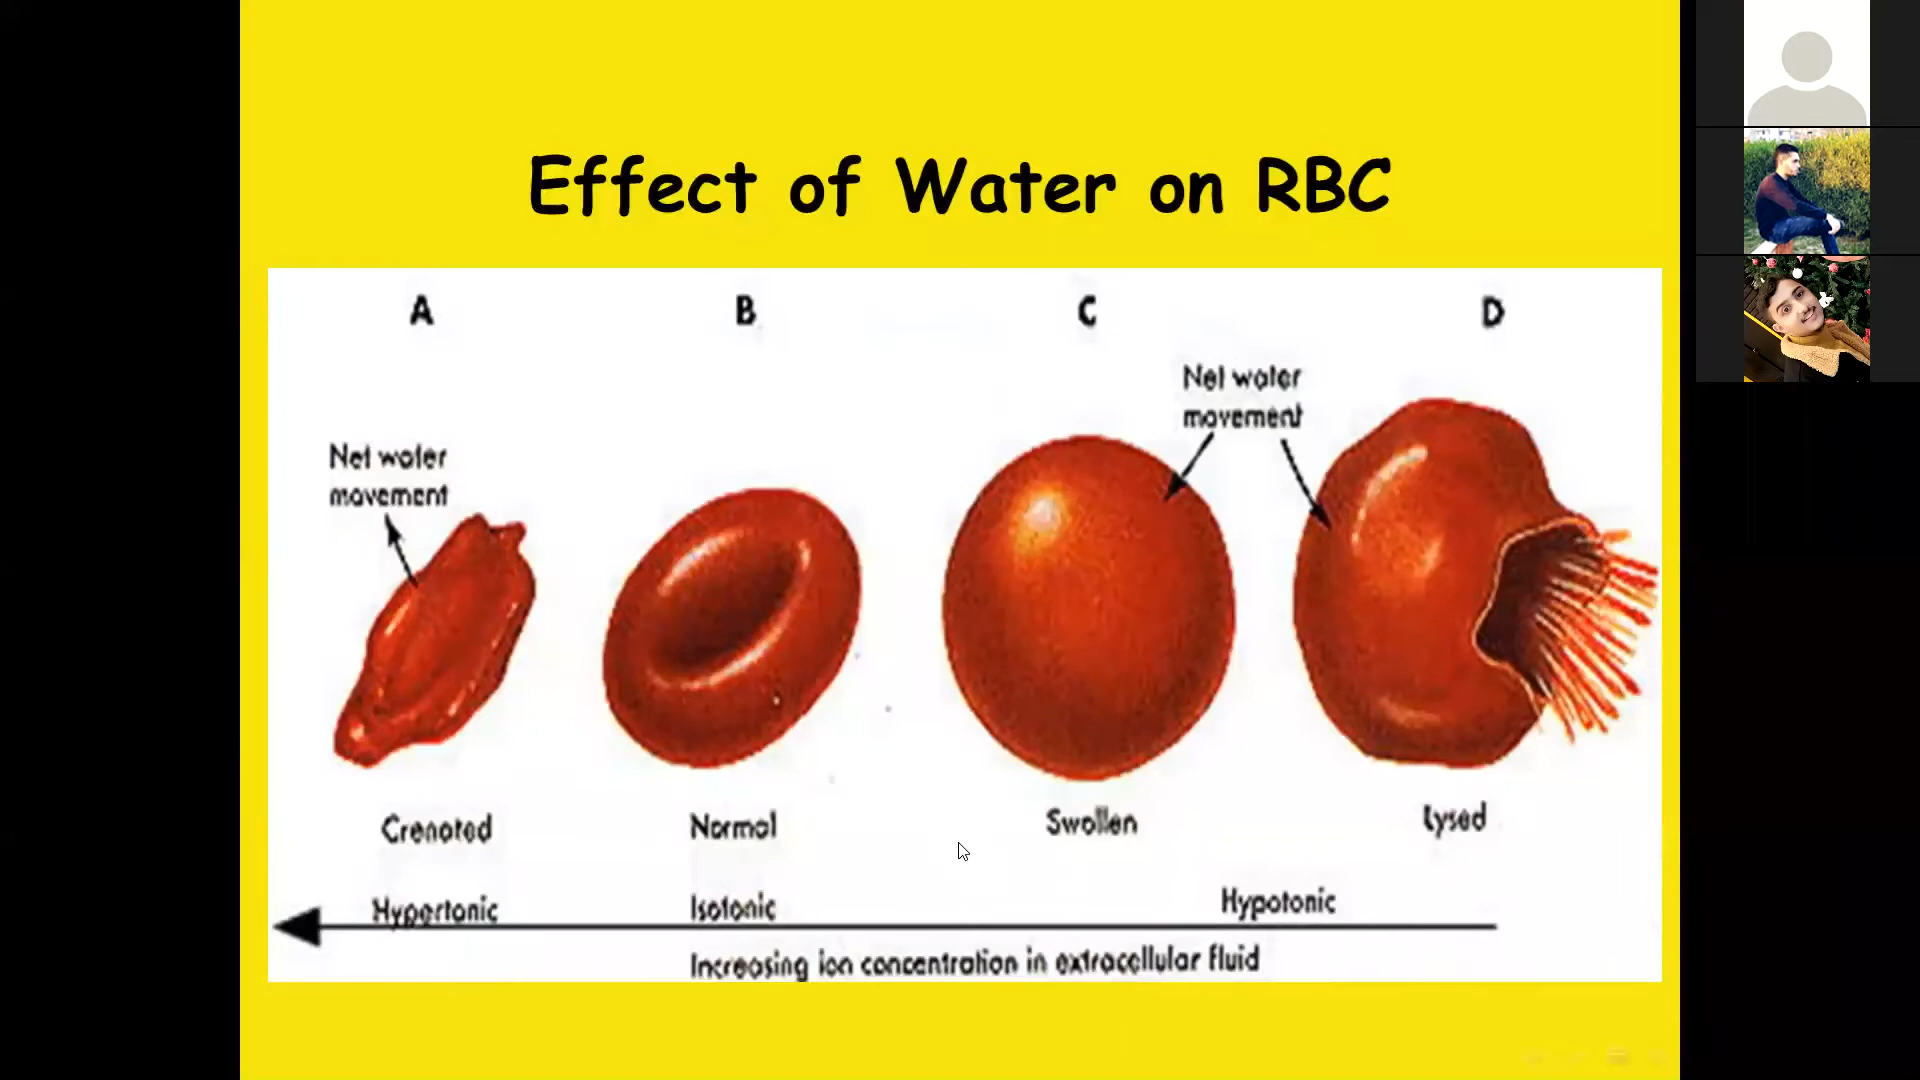 Effect of Water on RBC
A B C D
Net water
movement
Net water
movement
Crenated Normal Swollen Lysed
Hypertonic Isotonic Hypotonic
Increasing ion concentration in extracellular fluid